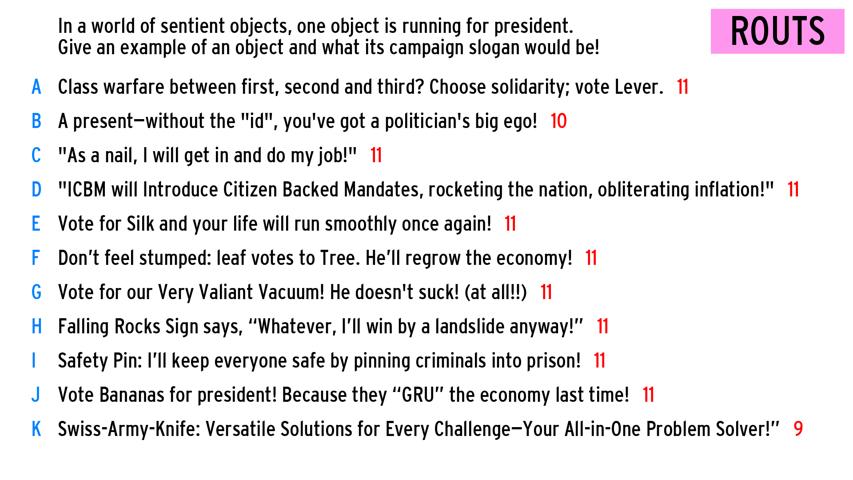 In a world of sentient objects, one object is running for president.
Give an example of an object and what its campaign slogan would be!
ROUTS
A Class warfare between first, second and third? Choose solidarity; vote Lever. 11
B A present—without the "id", you've got a politician's big ego! 10
C "As a nail, I will get in and do my job!" 11
D "ICBM will Introduce Citizen Backed Mandates, rocketing the nation, obliterating inflation!" 11
E Vote for Silk and your life will run smoothly once again! 11
F Don’t feel stumped: leaf votes to Tree. He’ll regrow the economy! 11
G Vote for our Very Valiant Vacuum! He doesn't suck! (at all!!) 11
H Falling Rocks Sign says, “Whatever, I’ll win by a landslide anyway!” 11
I Safety Pin: I’ll keep everyone safe by pinning criminals into prison! 11
J Vote Bananas for president! Because they “GRU” the economy last time! 11
K Swiss-Army-Knife: Versatile Solutions for Every Challenge—Your All-in-One Problem Solver!” 9